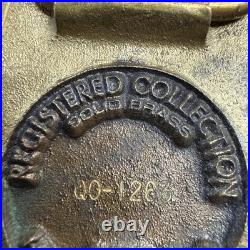 REGISTERED COLLECTION
SOLID BRASS
QO-126